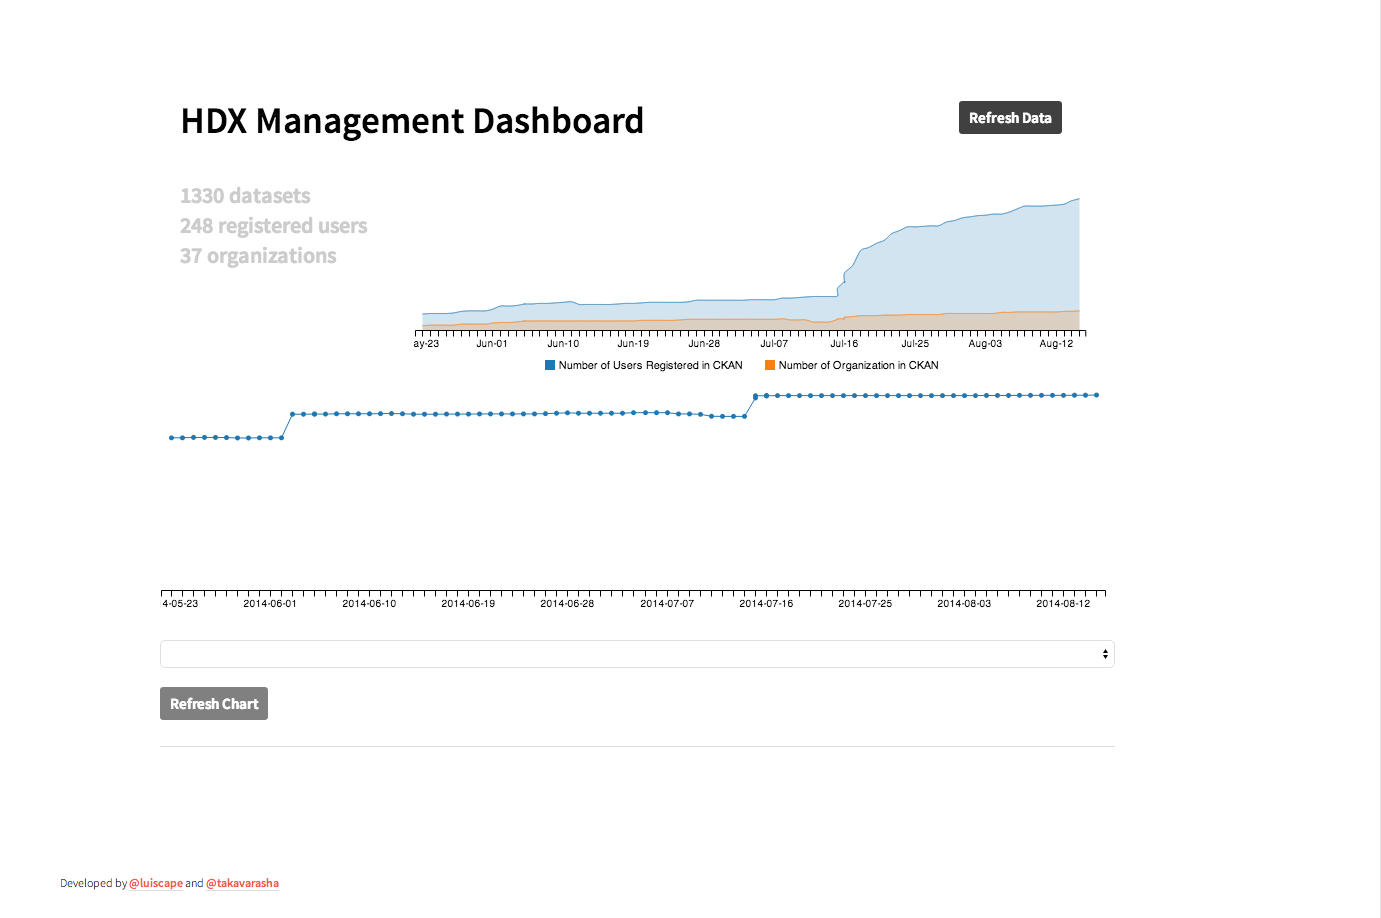 HDX Management Dashboard
Refresh Data
1330 datasets
248 registered users
37 organizations
ay-23 Jun-01 Jun-10 Jun-19 Jun-28 Jul-07 Jul-16 Jul-25 Aug-03 Aug-12
Number of Users Registered in CKAN Number of Organization in CKAN
4-05-23 2014-06-01 2014-06-10 2014-06-19 2014-06-28 2014-07-07 2014-07-16 2014-07-25 2014-08-03 2014-08-12
Refresh Chart
Developed by @luiscape and @takavarasha